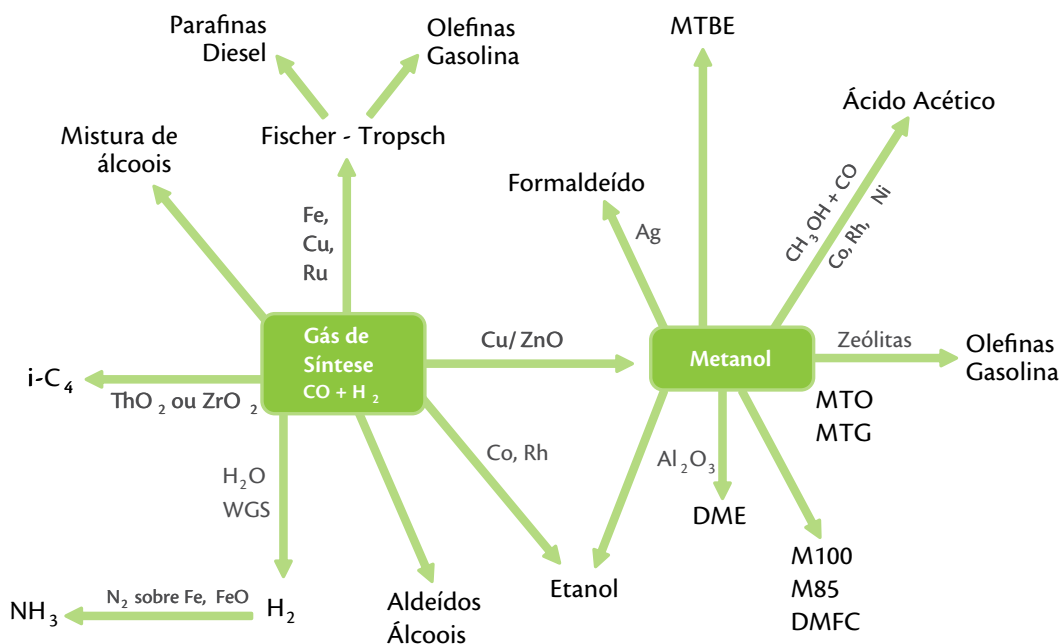 Parafinas
Diesel
Olefinas
Gasolina
MTBE
Ácido Acético
Mistura de
álcoois
Fischer - Tropsch
Formaldeído
Fe,
Cu,
Ru
Ag
CH₃OH + CO
Co, Rh, Ni
Gás de
Síntese
CO + H₂
Cu/ ZnO
Metanol
Zeólitas
Olefinas
Gasolina
i-C₄
ThO₂ ou ZrO₂
MTO
MTG
H₂O
WGS
Co, Rh
Al₂O₃
DME
M100
M85
DMFC
Etanol
Aldeídos
Álcoois
H₂
N₂ sobre Fe, FeO
NH₃